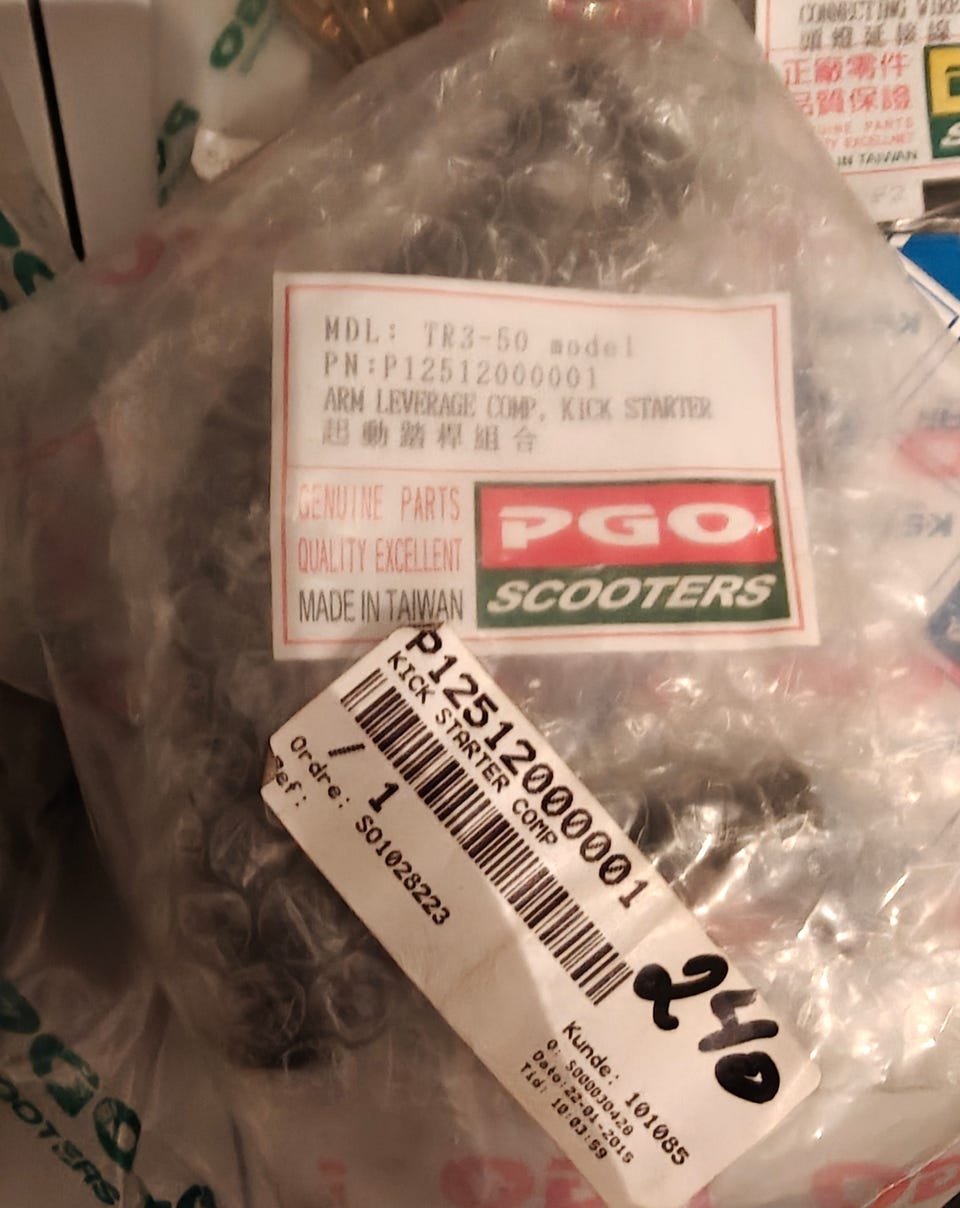 正廠零件
品質保證
IN TAIWAN
MDL: TR3-50 model
PN:P12512000001
ARM LEVERAGE COMP, KICK STARTER
起動踏桿組合
GENUINE PARTS
QUALITY EXCELLENT
MADE IN TAIWAN
PGO
SCOOTERS
P12512000001
KICK STARTER COMP
1
Ordre: SO1028223
Ref:
240
Kunde: 101085
Dato:22-01-2015
Tid: 10:03:59